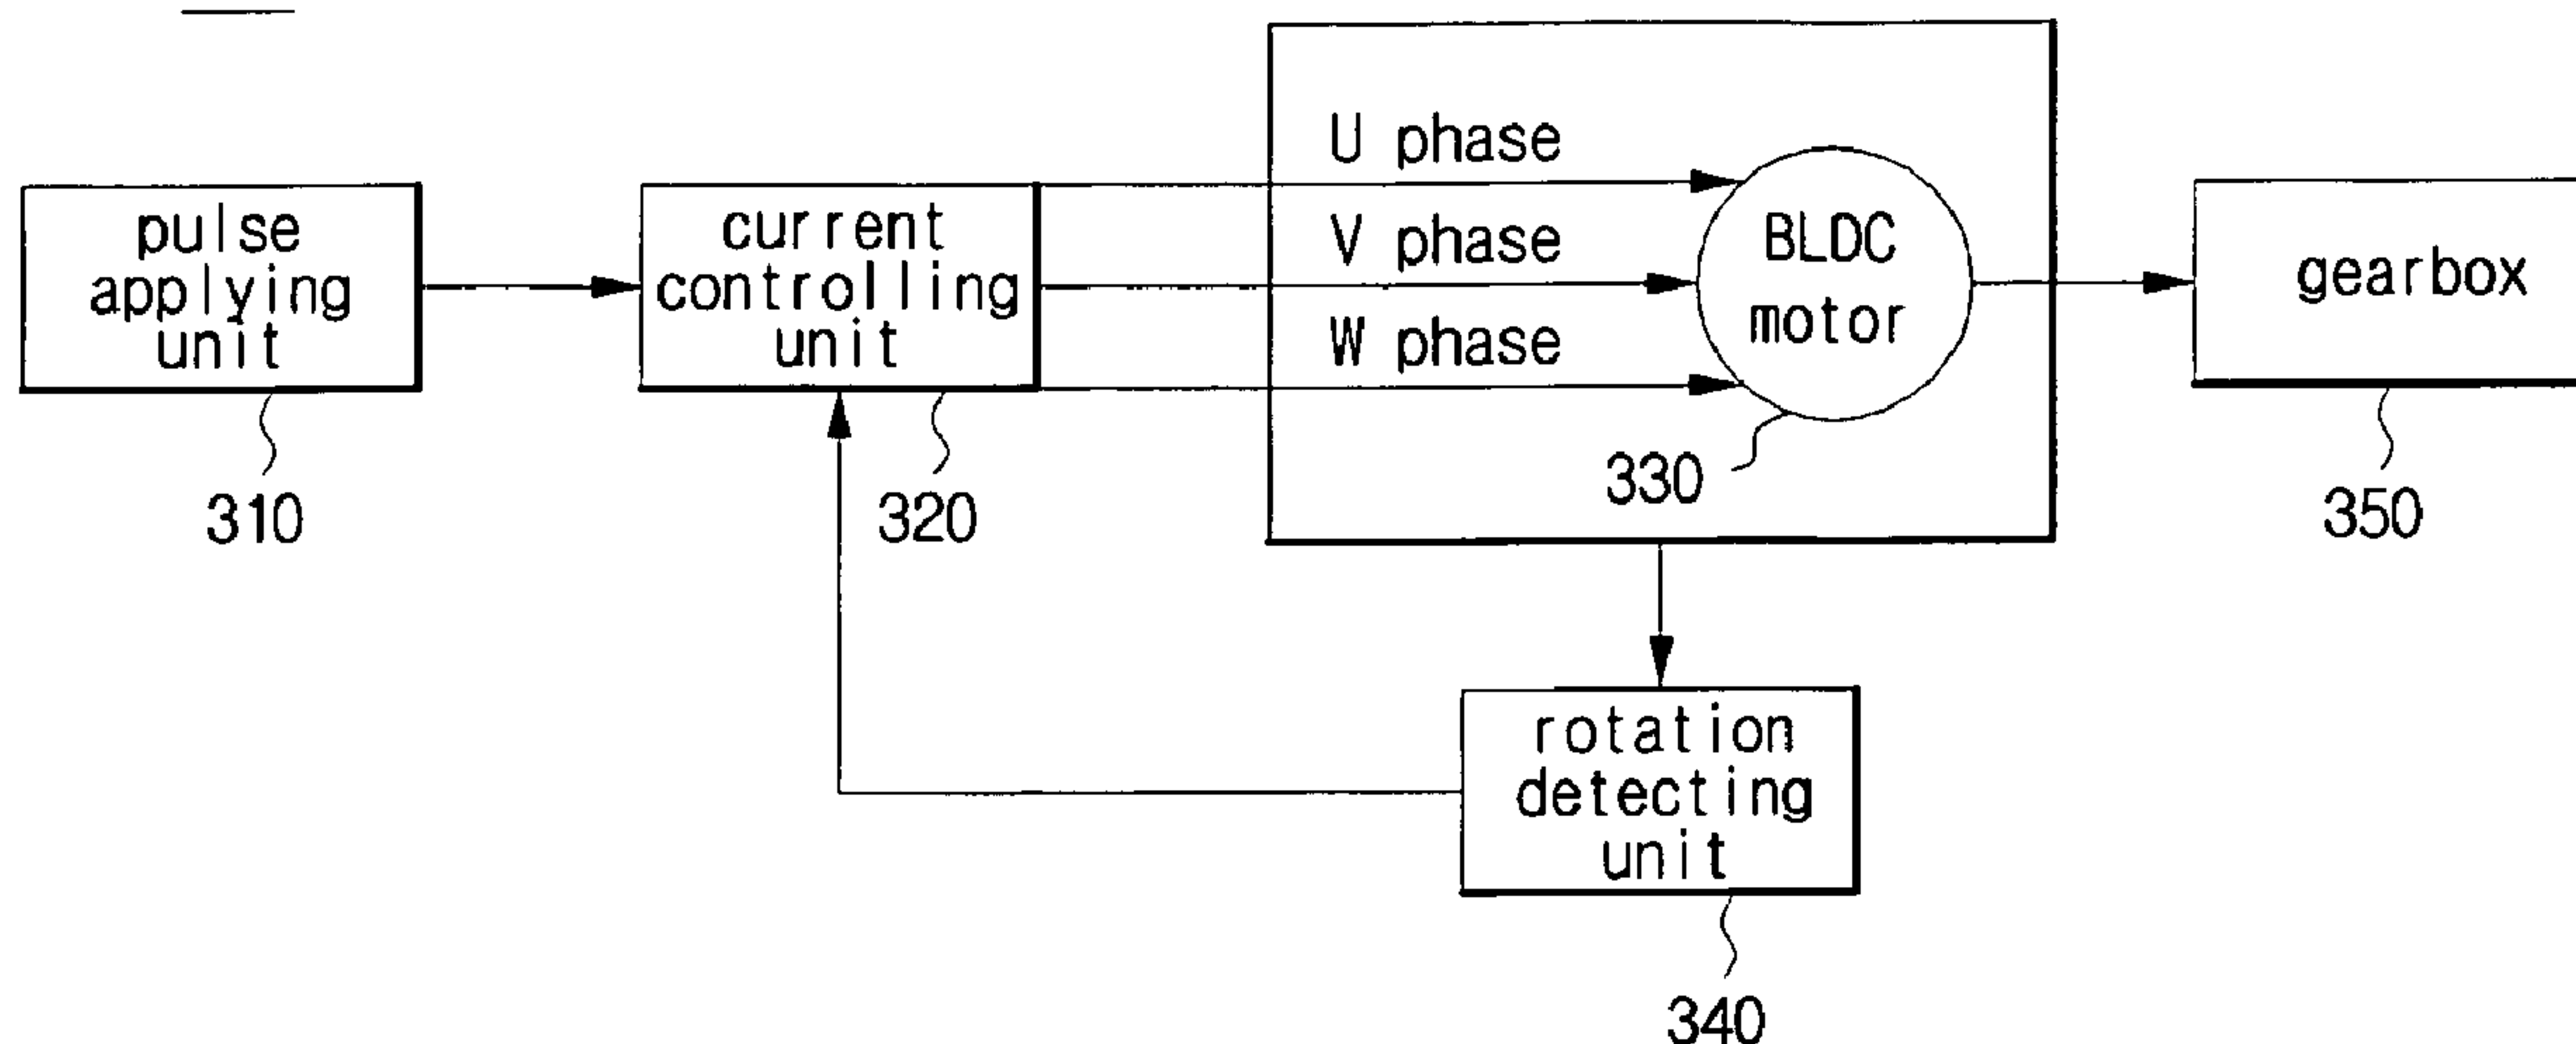 pulse
applying
unit
310
current
controlling
unit
320
U phase
V phase
W phase
BLDC
motor
330
gearbox
350
rotation
detecting
unit
340